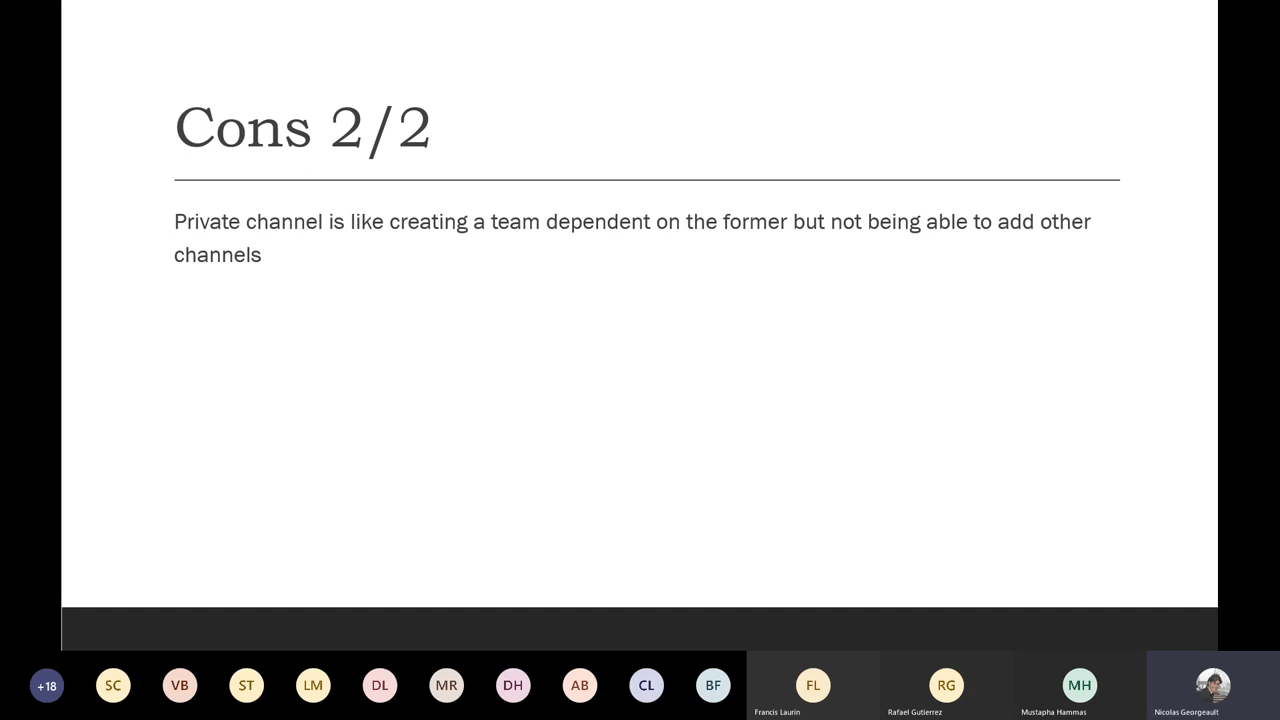 Cons 2/2
Private channel is like creating a team dependent on the former but not being able to add other
channels
+18
SC
VB
ST
LM
DL
MR
DH
AB
CL
BF
FL
RG
MH
Francis Laurin
Rafael Gutierrez
Mustapha Hammas
Nicolas Georgeault